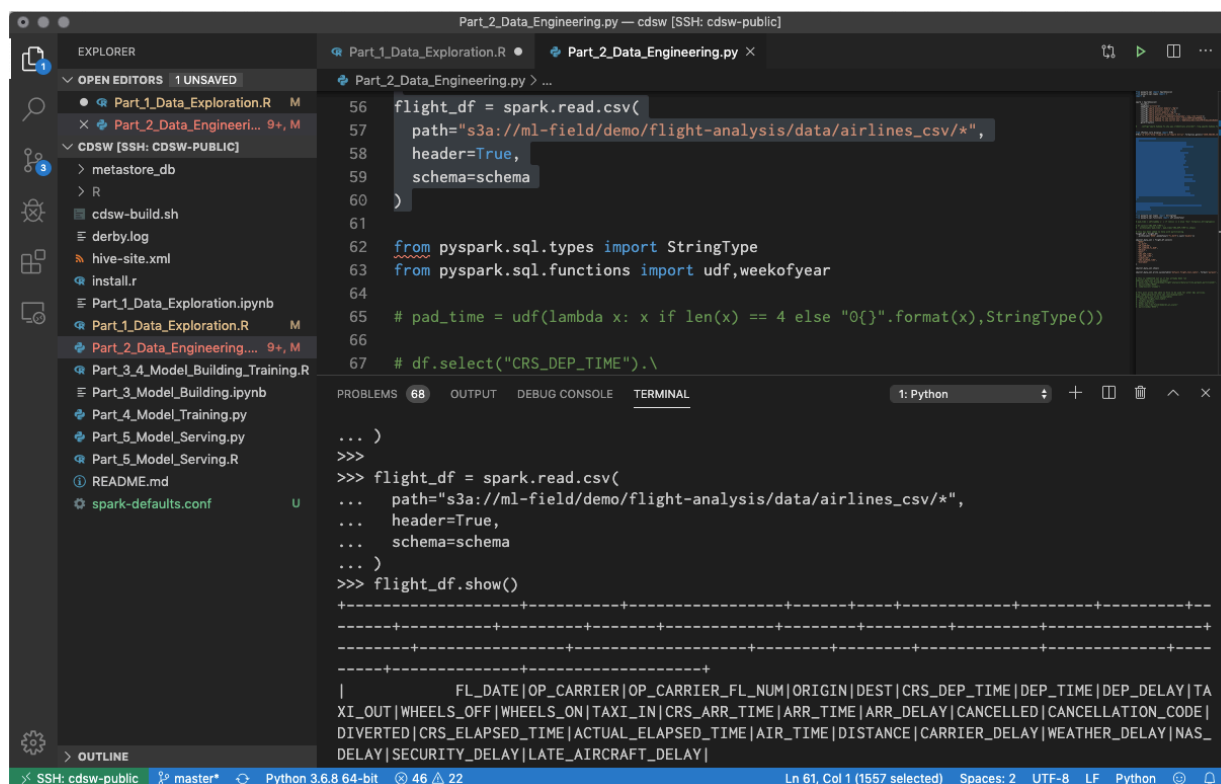 Part_2_Data_Engineering.py — cdsw [SSH: cdsw-public]
EXPLORER
OPEN EDITORS 1 UNSAVED
Part_1_Data_Exploration.R M
Part_2_Data_Engineeri... 9+, M
CDSW [SSH: CDSW-PUBLIC]
metastore_db
R
cdsw-build.sh
derby.log
hive-site.xml
install.r
Part_1_Data_Exploration.ipynb
Part_1_Data_Exploration.R M
Part_2_Data_Engineering.... 9+, M
Part_3_4_Model_Building_Training.R
Part_3_Model_Building.ipynb
Part_4_Model_Training.py
Part_5_Model_Serving.py
Part_5_Model_Serving.R
README.md
spark-defaults.conf U
OUTLINE
1
3
Part_1_Data_Exploration.R Part_2_Data_Engineering.py
Part_2_Data_Engineering.py > ...
56 flight_df = spark.read.csv(
57 path="s3a://ml-field/demo/flight-analysis/data/airlines_csv/*",
58 header=True,
59 schema=schema
60 )
61
62 from pyspark.sql.types import StringType
63 from pyspark.sql.functions import udf,weekofyear
64
65 # pad_time = udf(lambda x: x if len(x) == 4 else "0{}".format(x),StringType())
66
67 # df.select("CRS_DEP_TIME").\
PROBLEMS 68 OUTPUT DEBUG CONSOLE TERMINAL 1: Python
... )
>>>
>>> flight_df = spark.read.csv(
... path="s3a://ml-field/demo/flight-analysis/data/airlines_csv/*",
... header=True,
... schema=schema
... )
>>> flight_df.show()
+-------------------+----------+-----------------+------+----+------------+--------+---------+--
------+----------+---------+-------+------------+--------+---------+---------+-----------------+
--------+----------------+-------------------+--------+--------+-------------+-------------+----
-----+--------------+-------------------+
| FL_DATE|OP_CARRIER|OP_CARRIER_FL_NUM|ORIGIN|DEST|CRS_DEP_TIME|DEP_TIME|DEP_DELAY|TA
XI_OUT|WHEELS_OFF|WHEELS_ON|TAXI_IN|CRS_ARR_TIME|ARR_TIME|ARR_DELAY|CANCELLED|CANCELLATION_CODE|
DIVERTED|CRS_ELAPSED_TIME|ACTUAL_ELAPSED_TIME|AIR_TIME|DISTANCE|CARRIER_DELAY|WEATHER_DELAY|NAS_
DELAY|SECURITY_DELAY|LATE_AIRCRAFT_DELAY|
SSH: cdsw-public master* Python 3.6.8 64-bit 46 22 Ln 61, Col 1 (1557 selected) Spaces: 2 UTF-8 LF Python